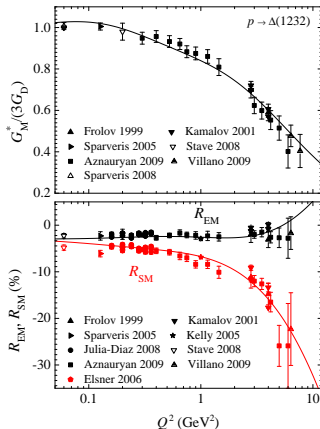 p → Δ(1232)
G*M/(3GD)
1.0
0.8
0.6
0.4
0.2
Frolov 1999
Kamalov 2001
Sparveris 2005
Stave 2008
Aznauryan 2009
Villano 2009
Sparveris 2008
REM, RSM (%)
0
-10
-20
-30
REM
RSM
Frolov 1999
Kamalov 2001
Sparveris 2005
Kelly 2005
Julia-Diaz 2008
Stave 2008
Aznauryan 2009
Villano 2009
Elsner 2006
0.1
1
10
Q² (GeV²)